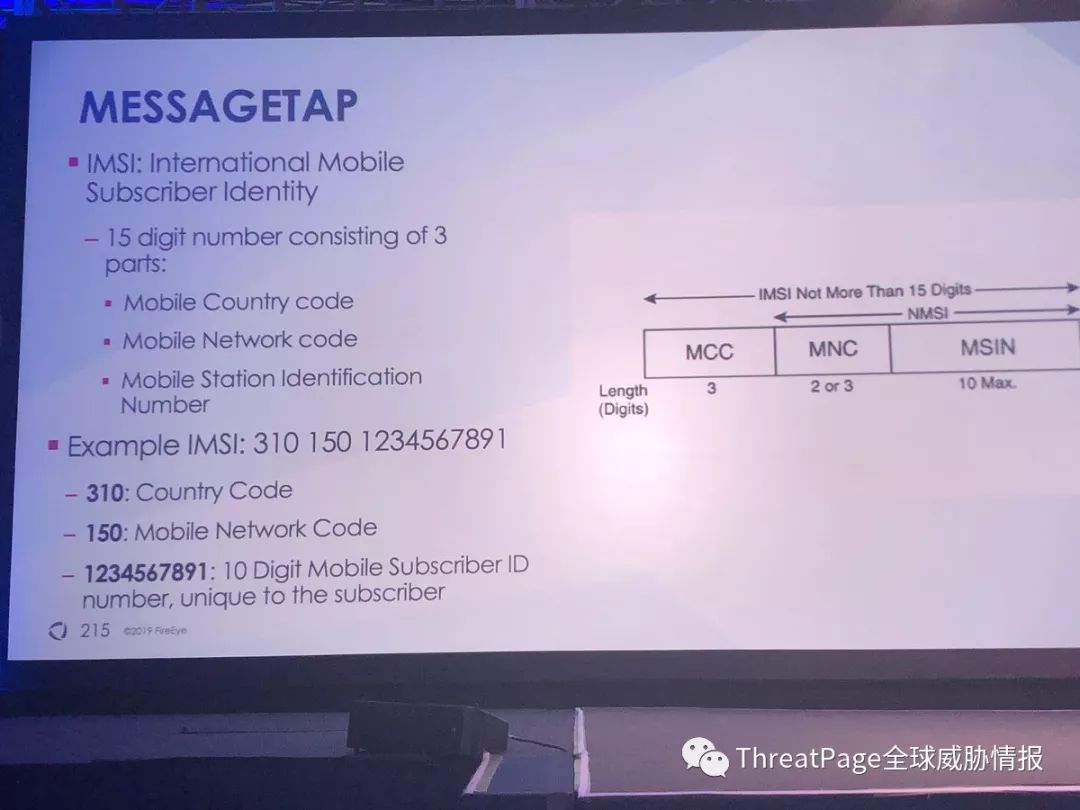 MESSAGETAP
IMSI: International Mobile
Subscriber Identity
– 15 digit number consisting of 3
parts:
Mobile Country code
Mobile Network code
Mobile Station Identification
Number
Example IMSI: 310 150 1234567891
– 310: Country Code
– 150: Mobile Network Code
– 1234567891: 10 Digit Mobile Subscriber ID
number, unique to the subscriber
215 ©2019 FireEye
IMSI Not More Than 15 Digits
NMSI
MCC MNC MSIN
Length 3 2 or 3 10 Max.
(Digits)
ThreatPage全球威胁情报